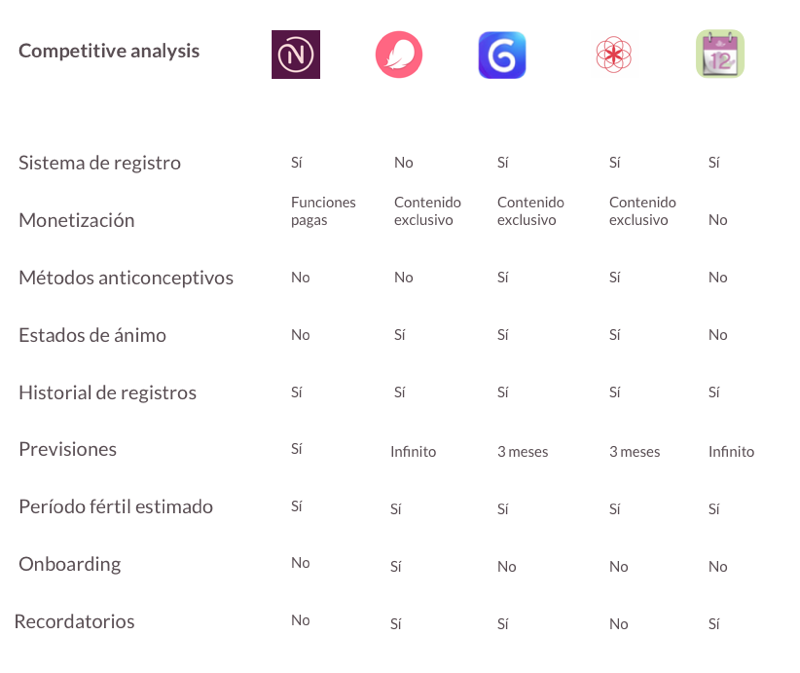 Competitive analysis
N
G
12
Sistema de registro Sí No Sí Sí Sí
Monetización Funciones pagas Contenido exclusivo Contenido exclusivo Contenido exclusivo No
Métodos anticonceptivos No No Sí Sí No
Estados de ánimo No Sí Sí Sí No
Historial de registros Sí Sí Sí Sí Sí
Previsiones Sí Infinito 3 meses 3 meses Infinito
Período fértil estimado Sí Sí Sí Sí Sí
Onboarding No Sí No No No
Recordatorios No Sí Sí No Sí